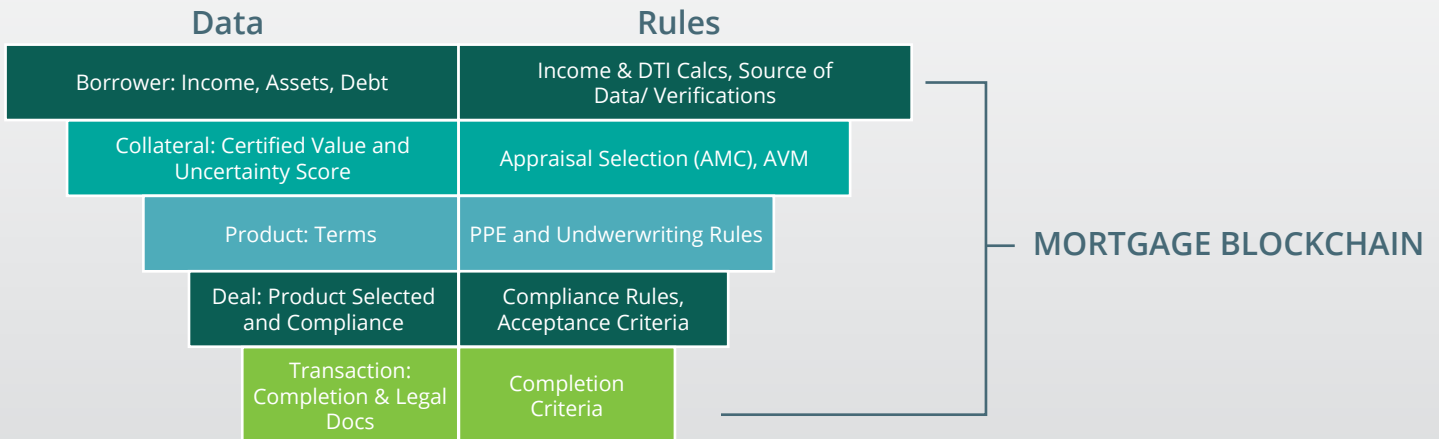 Data
Rules
Borrower: Income, Assets, Debt
Income & DTI Calcs, Source of
Data/ Verifications
Collateral: Certified Value and
Uncertainty Score
Appraisal Selection (AMC), AVM
Product: Terms
PPE and Undwerwriting Rules
MORTGAGE BLOCKCHAIN
Deal: Product Selected
and Compliance
Compliance Rules,
Acceptance Criteria
Transaction:
Completion & Legal
Docs
Completion
Criteria